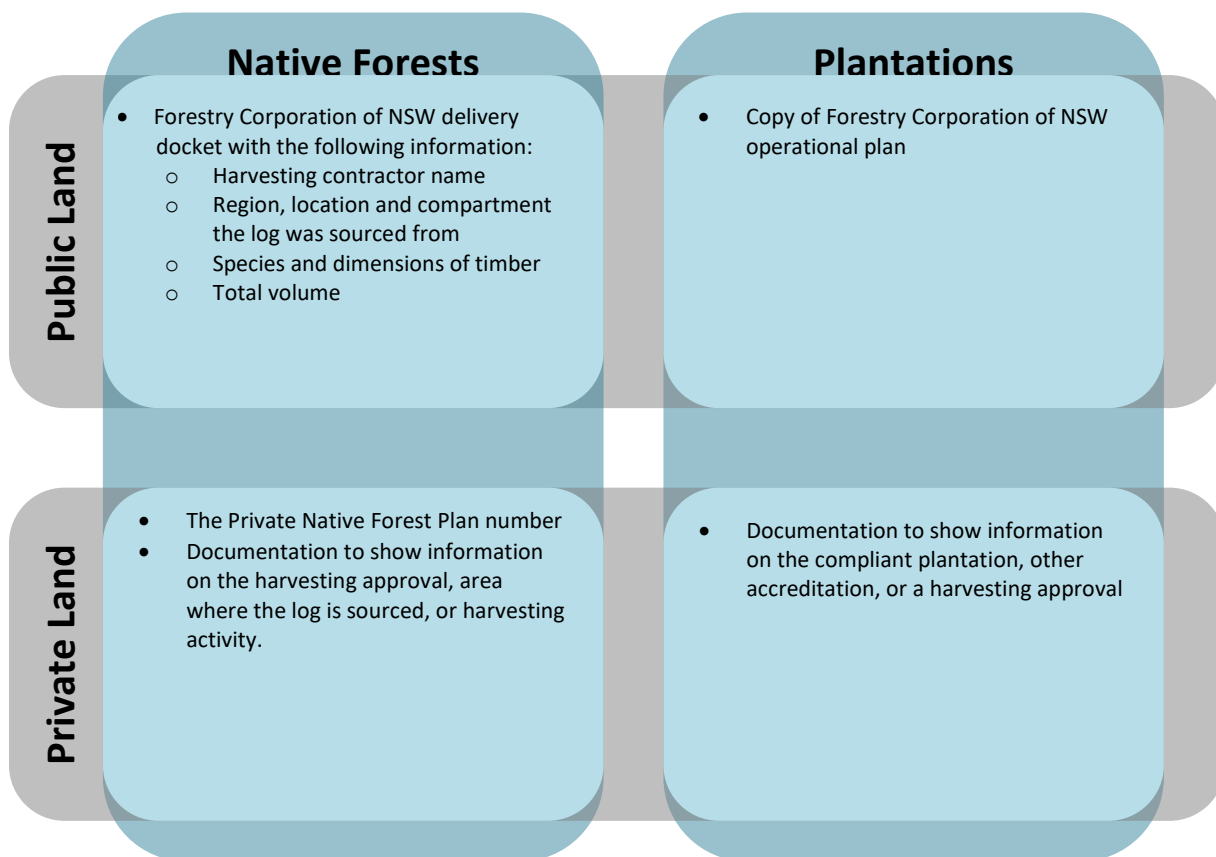 Native Forests
Plantations
Public Land
• Forestry Corporation of NSW delivery
docket with the following information:
o Harvesting contractor name
o Region, location and compartment
the log was sourced from
o Species and dimensions of timber
o Total volume
• Copy of Forestry Corporation of NSW
operational plan
Private Land
• The Private Native Forest Plan number
• Documentation to show information
on the harvesting approval, area
where the log is sourced, or harvesting
activity.
• Documentation to show information
on the compliant plantation, other
accreditation, or a harvesting approval